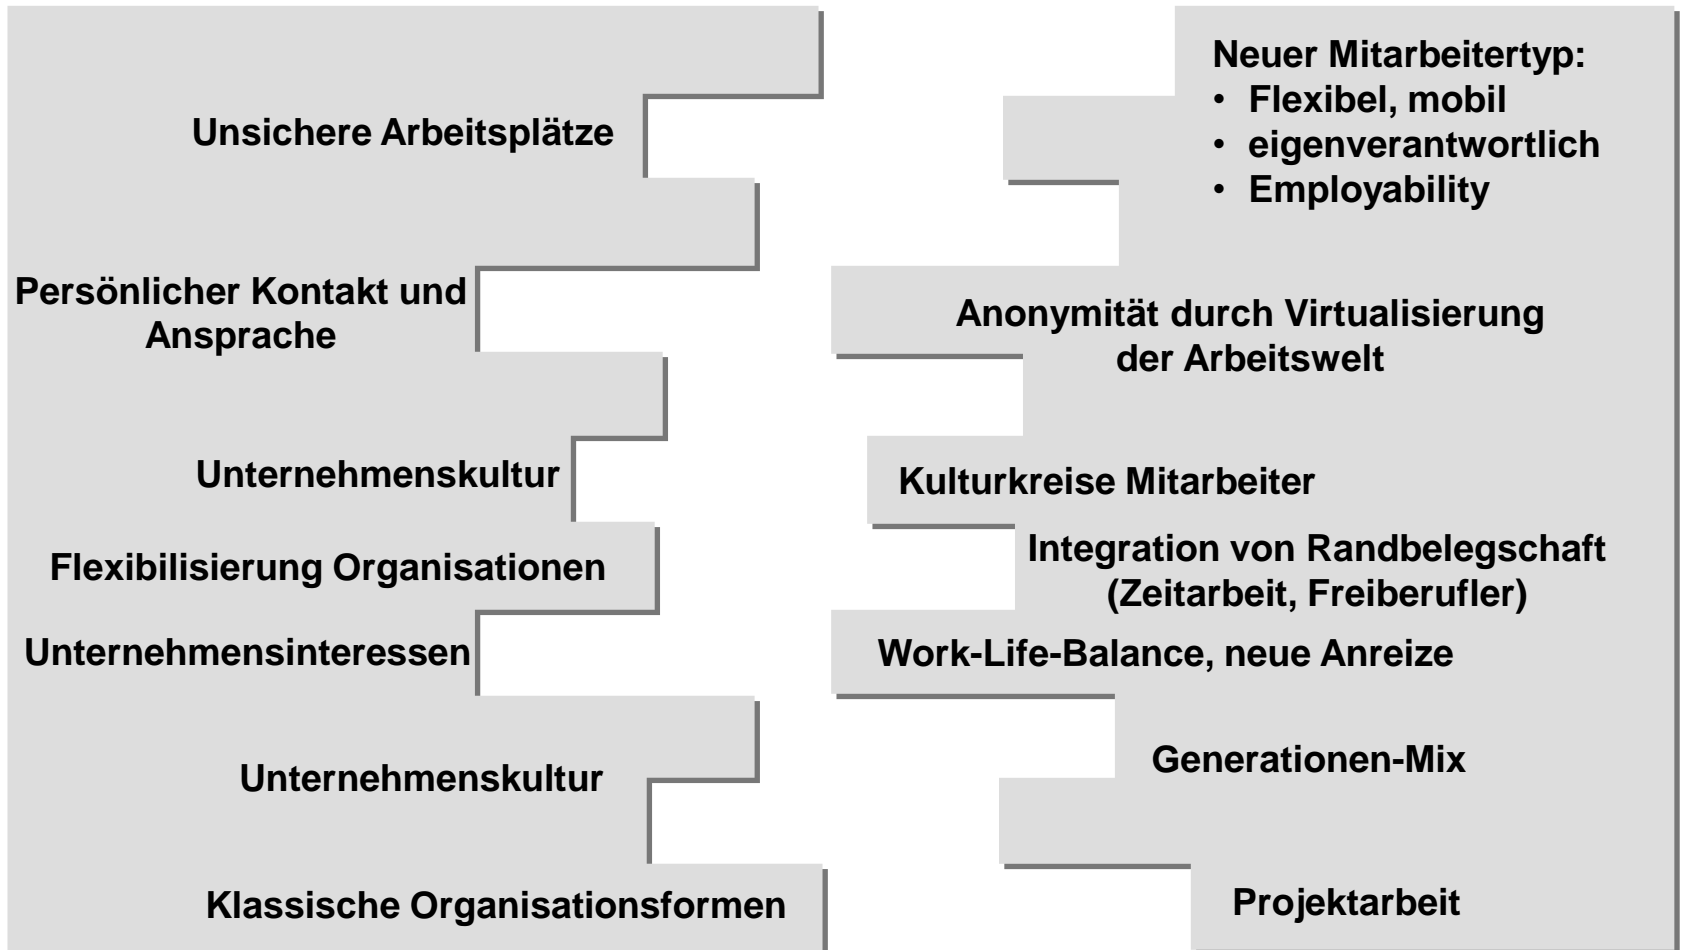 Unsichere Arbeitsplätze
Neuer Mitarbeitertyp:
• Flexibel, mobil
• eigenverantwortlich
• Employability
Persönlicher Kontakt und
Ansprache
Anonymität durch Virtualisierung
der Arbeitswelt
Unternehmenskultur
Kulturkreise Mitarbeiter
Flexibilisierung Organisationen
Integration von Randbelegschaft
(Zeitarbeit, Freiberufler)
Unternehmensinteressen
Work-Life-Balance, neue Anreize
Unternehmenskultur
Generationen-Mix
Klassische Organisationsformen
Projektarbeit